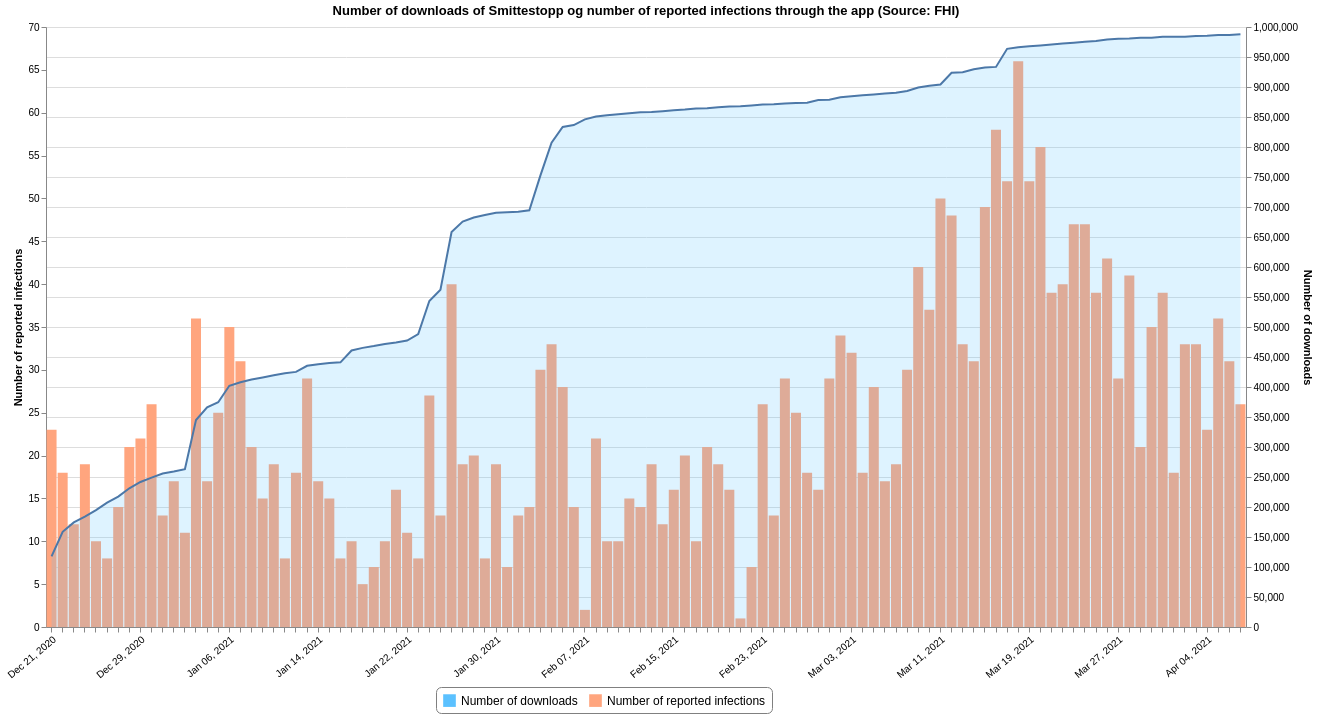 Number of downloads of Smittestopp og number of reported infections through the app (Source: FHI)
70
65
60
55
50
45
40
35
30
25
20
15
10
5
0
Number of reported infections
1,000,000
950,000
900,000
850,000
800,000
750,000
700,000
650,000
600,000
550,000
500,000
450,000
400,000
350,000
300,000
250,000
200,000
150,000
100,000
50,000
0
Number of downloads
Dec 21, 2020
Dec 29, 2020
Jan 06, 2021
Jan 14, 2021
Jan 22, 2021
Jan 30, 2021
Feb 07, 2021
Feb 15, 2021
Feb 23, 2021
Mar 03, 2021
Mar 11, 2021
Mar 19, 2021
Mar 27, 2021
Apr 04, 2021
Number of downloads
Number of reported infections